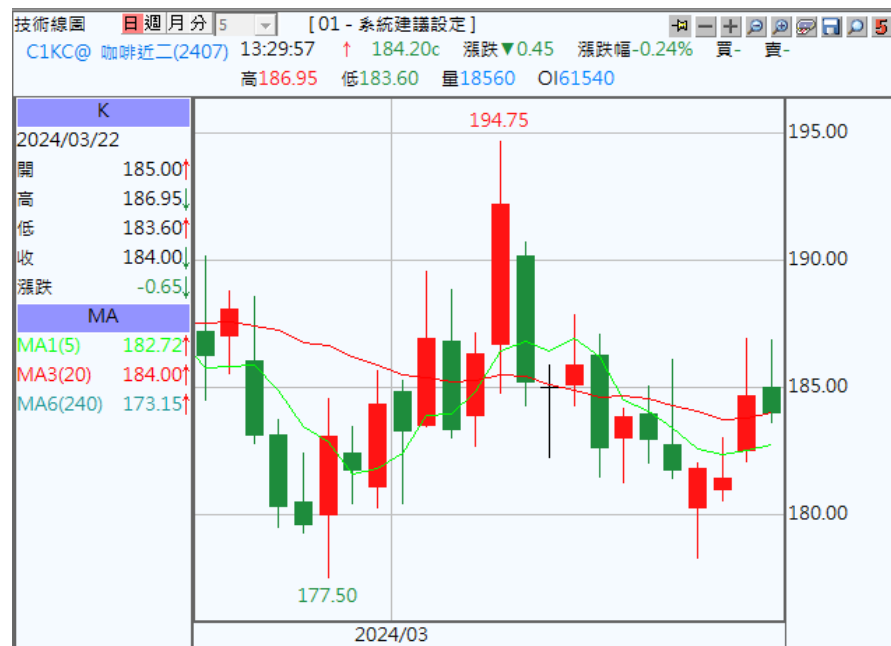 技術線圖 日 週 月 分 5 [ 01 - 系統建議設定 ] 5
C1KC@ 咖啡近二(2407) 13:29:57 ↑ 184.20c 漲跌▼0.45 漲跌幅-0.24% 買- 賣-
高186.95 低183.60 量18560 OI61540
K
2024/03/22
開 185.00↑
高 186.95↓
低 183.60↑
收 184.00↓
漲跌 -0.65↓
MA
MA1(5) 182.72↑
MA3(20) 184.00↑
MA6(240) 173.15↑
194.75
177.50
195.00
190.00
185.00
180.00
2024/03